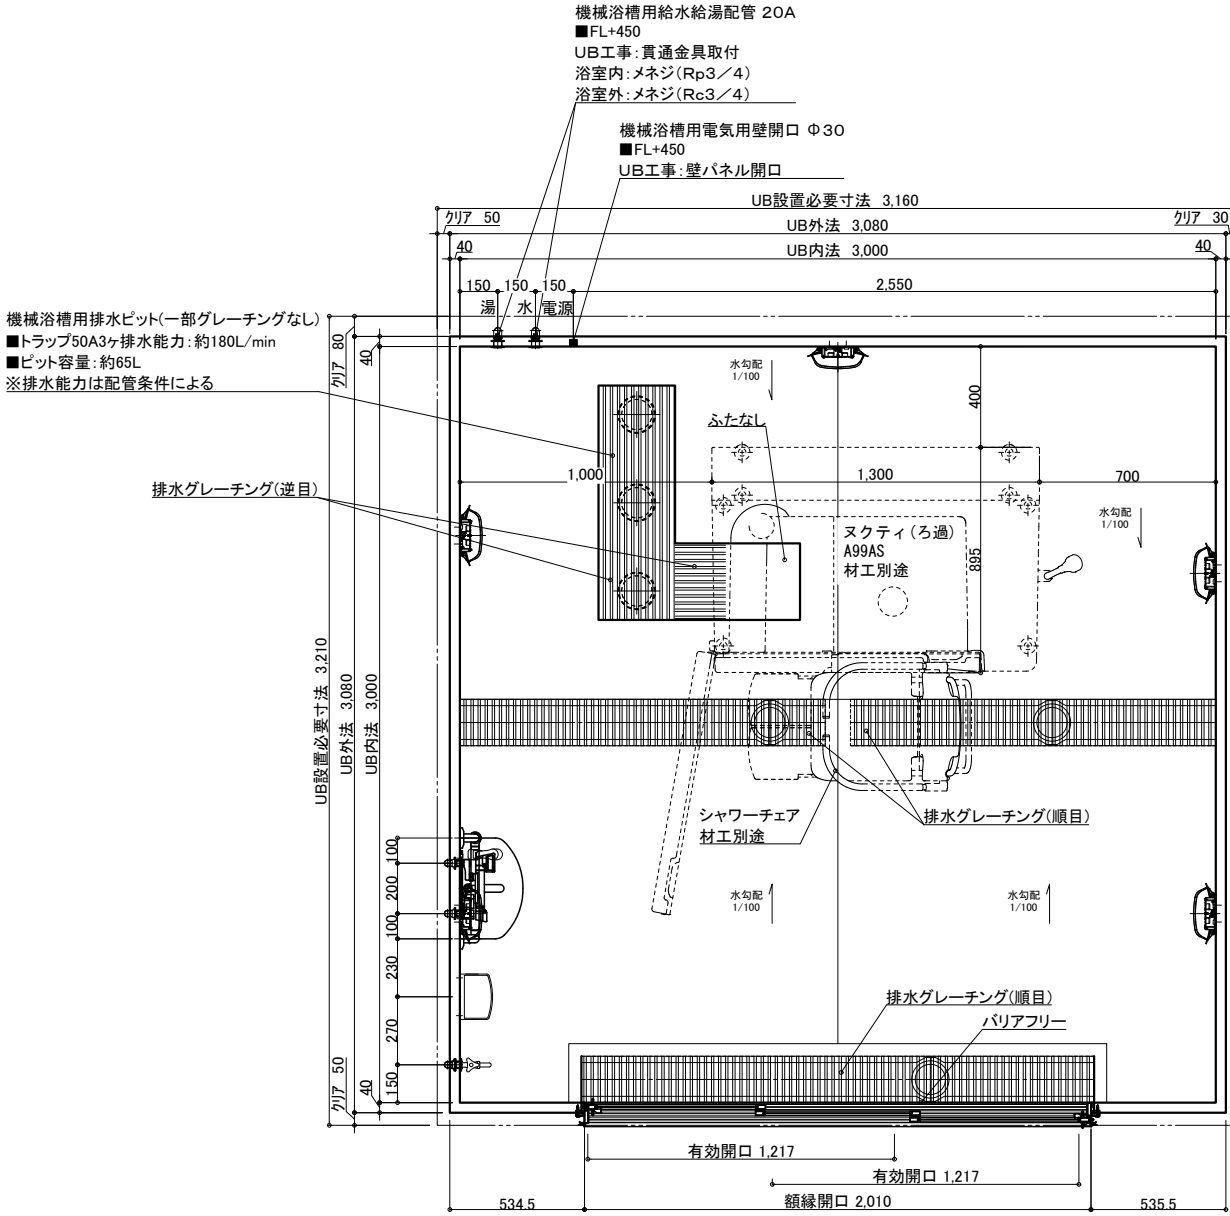 機械浴槽用給水給湯配管 20A
■FL+450
UB工事:貫通金具取付
浴室内:メネジ(Rp3/4)
浴室外:メネジ(Rc3/4)
機械浴槽用電気用壁開口 Φ30
■FL+450
UB工事:壁パネル開口
UB設置必要寸法 3,160
クリア 50
UB外法 3,080
クリア 30
40
UB内法 3,000
40
150
150
150
2,550
湯
水
電源
機械浴槽用排水ピット(一部グレーチングなし)
■トラップ50A3ヶ排水能力:約180L/min
■ピット容量:約65L
※排水能力は配管条件による
クリア 80
40
水勾配
1/100
400
ふたなし
1,000
1,300
700
排水グレーチング(逆目)
水勾配
1/100
ヌクティ(ろ過)
A99AS
材工別途
895
UB設置必要寸法 3,210
UB外法 3,080
UB内法 3,000
シャワーチェア
材工別途
排水グレーチング(順目)
100
200
100
230
270
150
水勾配
1/100
水勾配
1/100
排水グレーチング(順目)
バリアフリー
クリア 50
40
有効開口 1,217
有効開口 1,217
534.5
額縁開口 2,010
535.5